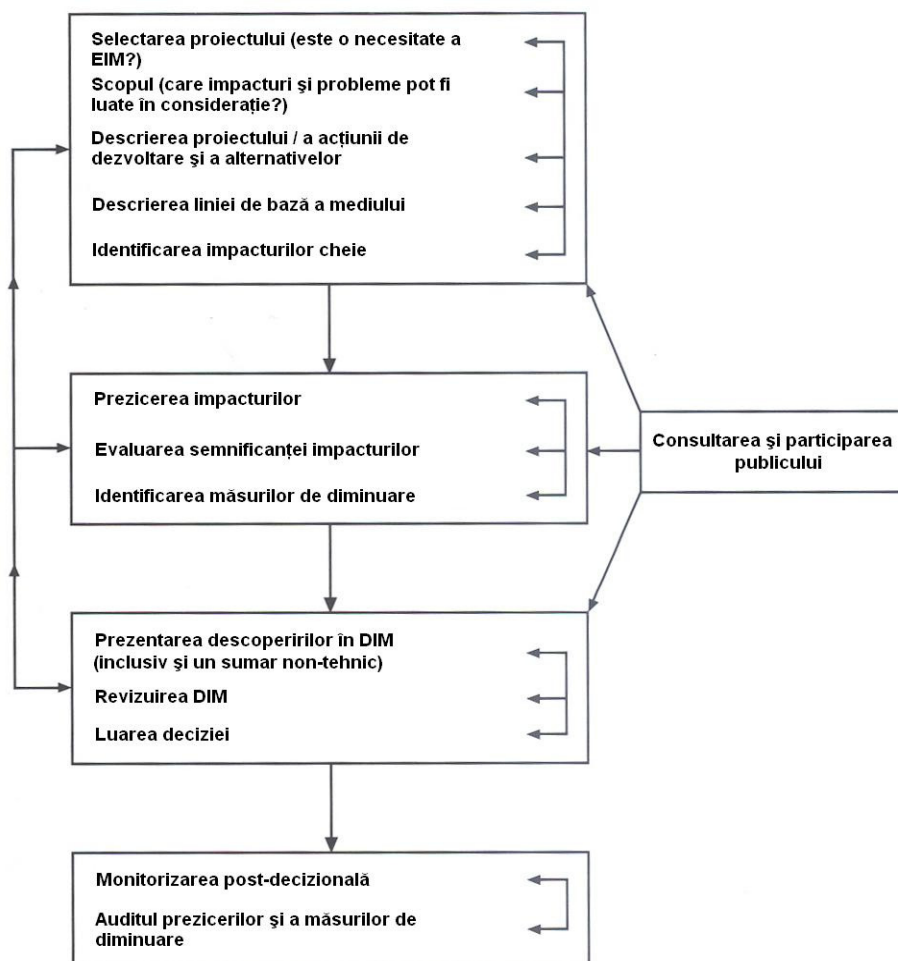 Selectarea proiectului (este o necesitate a
EIM?)
Scopul (care impacturi şi probleme pot fi
luate în considerație?)
Descrierea proiectului / a acțiunii de
dezvoltare şi a alternativelor
Descrierea liniei de bază a mediului
Identificarea impacturilor cheie
Prezicerea impacturilor
Evaluarea semnificanței impacturilor
Identificarea măsurilor de diminuare
Consultarea şi participarea
publicului
Prezentarea descoperirilor în DIM
(inclusiv şi un sumar non-tehnic)
Revizuirea DIM
Luarea deciziei
Monitorizarea post-decizională
Auditul prezicerilor şi a măsurilor de
diminuare